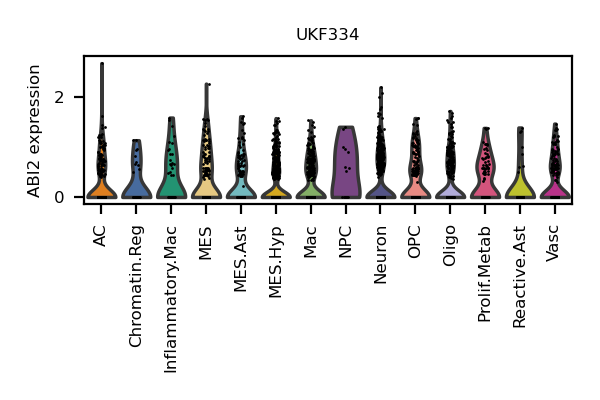 UKF334
ABI2 expression
2
0
AC
Chromatin.Reg
Inflammatory.Mac
MES
MES.Ast
MES.Hyp
Mac
NPC
Neuron
OPC
Oligo
Prolif.Metab
Reactive.Ast
Vasc